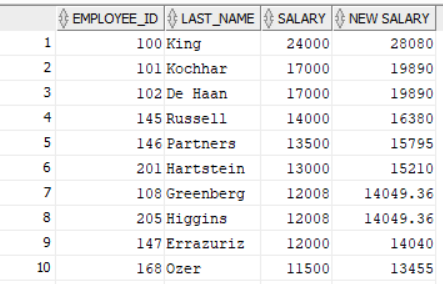 EMPLOYEE_ID LAST_NAME SALARY NEW SALARY
1 100 King 24000 28080
2 101 Kochhar 17000 19890
3 102 De Haan 17000 19890
4 145 Russell 14000 16380
5 146 Partners 13500 15795
6 201 Hartstein 13000 15210
7 108 Greenberg 12008 14049.36
8 205 Higgins 12008 14049.36
9 147 Errazuriz 12000 14040
10 168 Ozer 11500 13455